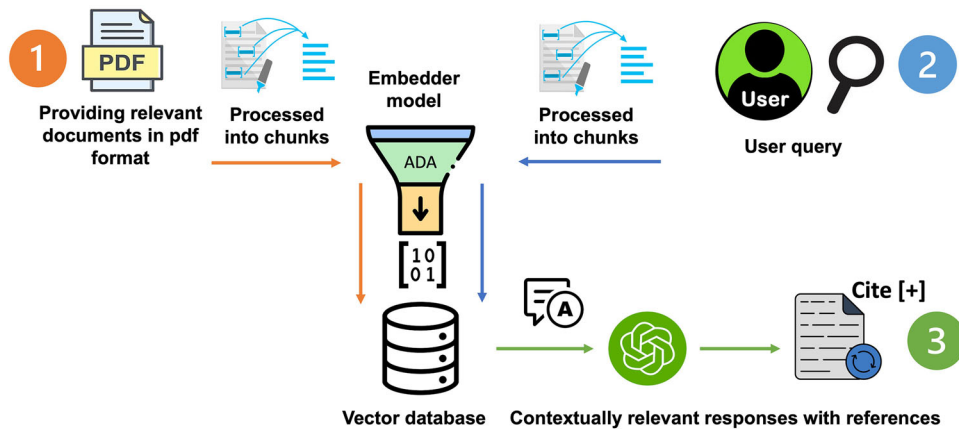 1
PDF
Providing relevant
documents in pdf
format
Processed
into chunks
Embedder
model
ADA
10
01
Processed
into chunks
User
User query
2
Vector database
A
Cite [+]
3
Contextually relevant responses with references